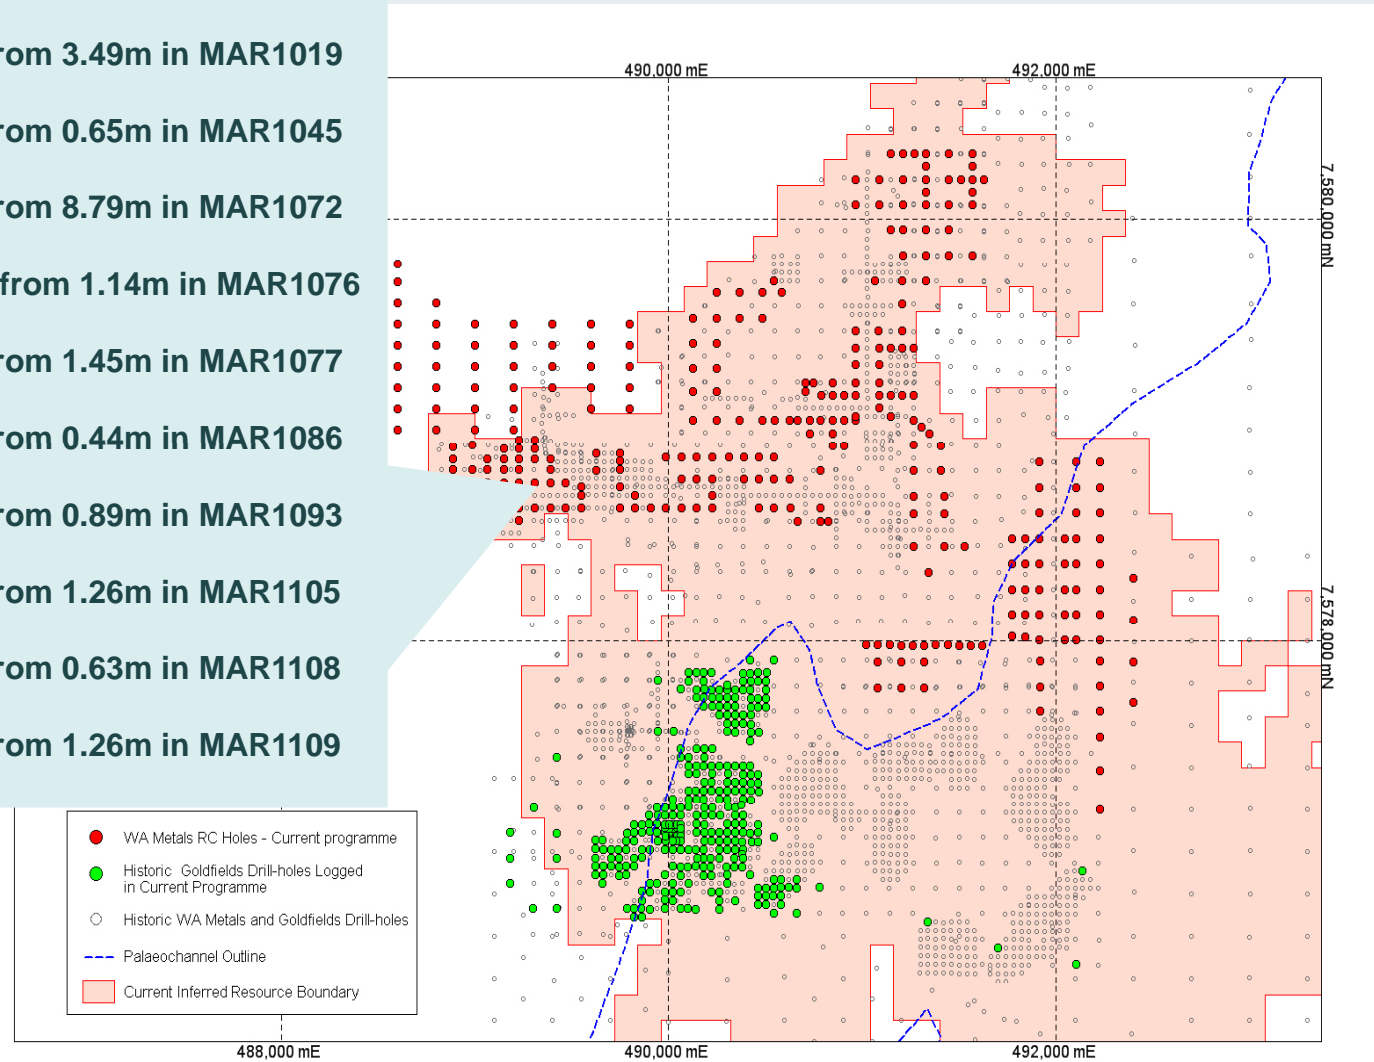 rom 3.49m in MAR1019
rom 0.65m in MAR1045
rom 8.79m in MAR1072
from 1.14m in MAR1076
rom 1.45m in MAR1077
rom 0.44m in MAR1086
rom 0.89m in MAR1093
rom 1.26m in MAR1105
rom 0.63m in MAR1108
rom 1.26m in MAR1109
490,000 mE
492,000 mE
7,580,000 mN
7,578,000 mN
WA Metals RC Holes - Current programme
Historic Goldfields Drill-holes Logged
in Current Programme
Historic WA Metals and Goldfields Drill-holes
Palaeochannel Outline
Current Inferred Resource Boundary
488,000 mE
490,000 mE
492,000 mE